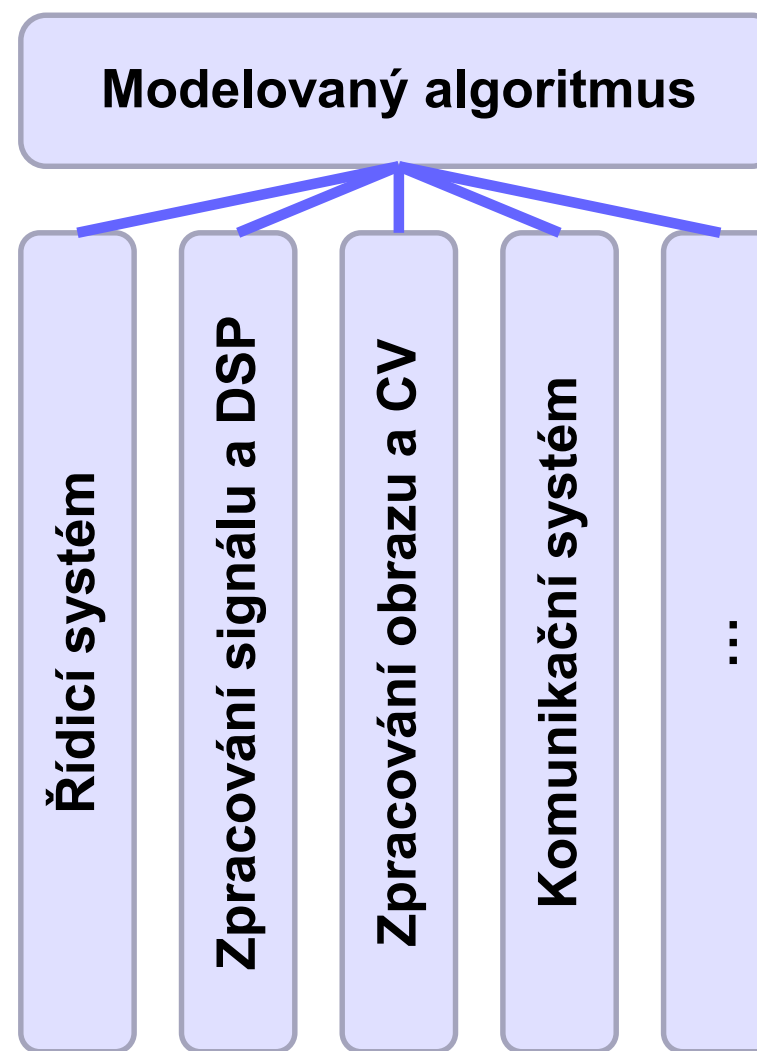 Modelovaný algoritmus
Řídicí systém
Zpracování signálu a DSP
Zpracování obrazu a CV
Komunikační systém
...